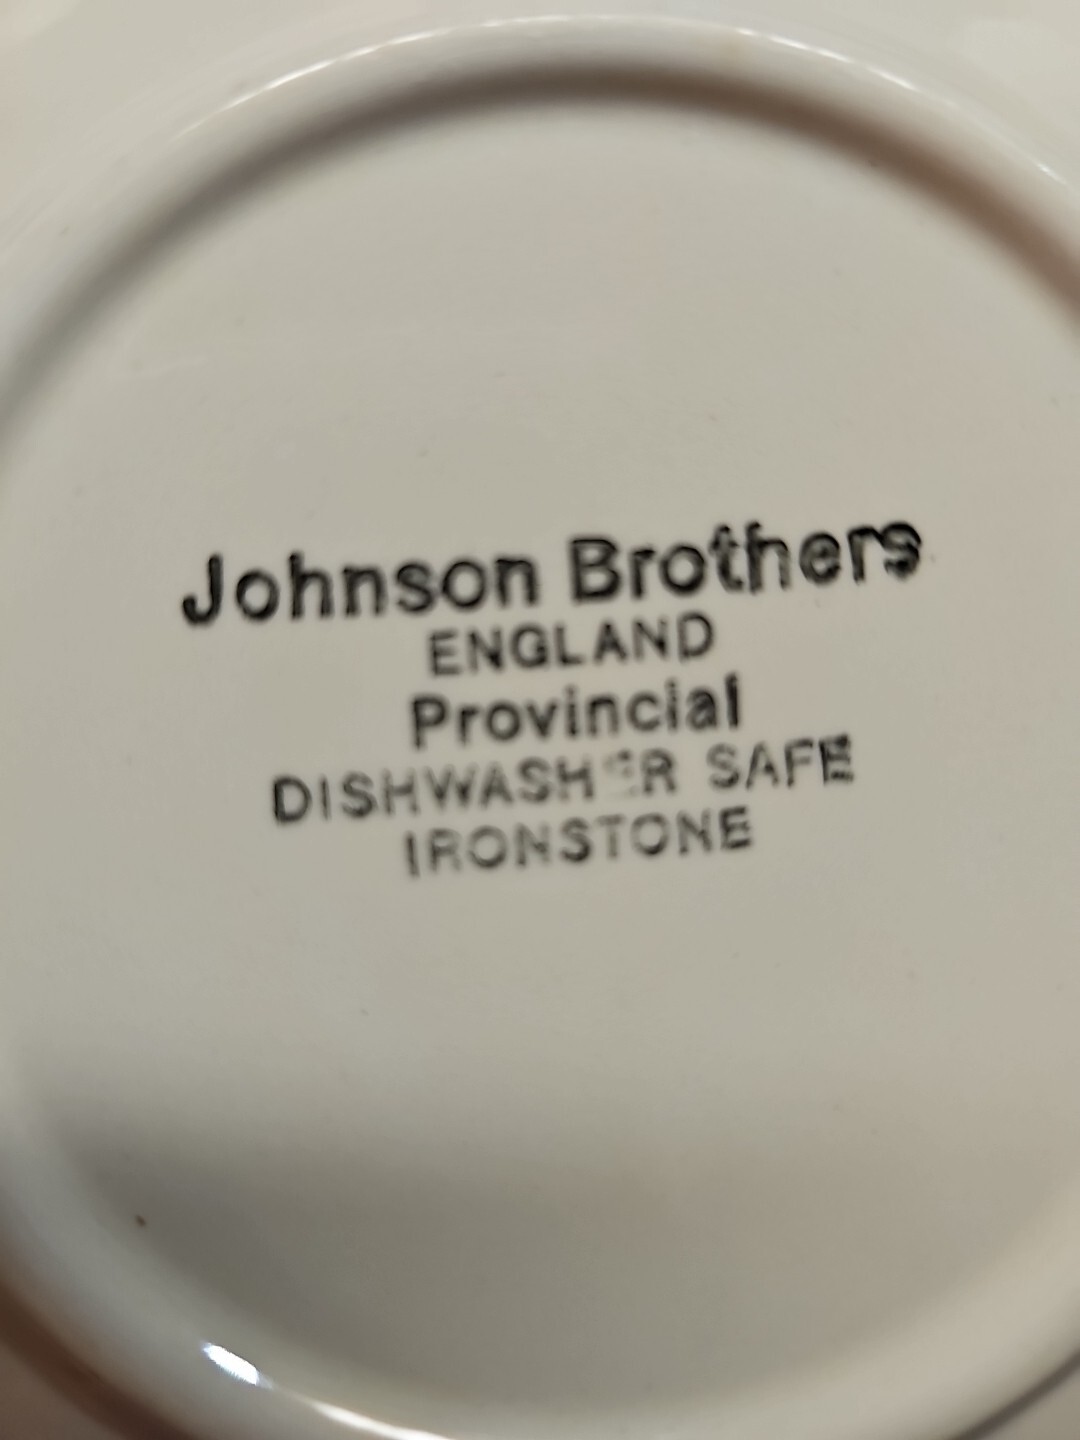 Johnson Brothers
ENGLAND
Provincial
DISHWASHER SAFE
IRONSTONE